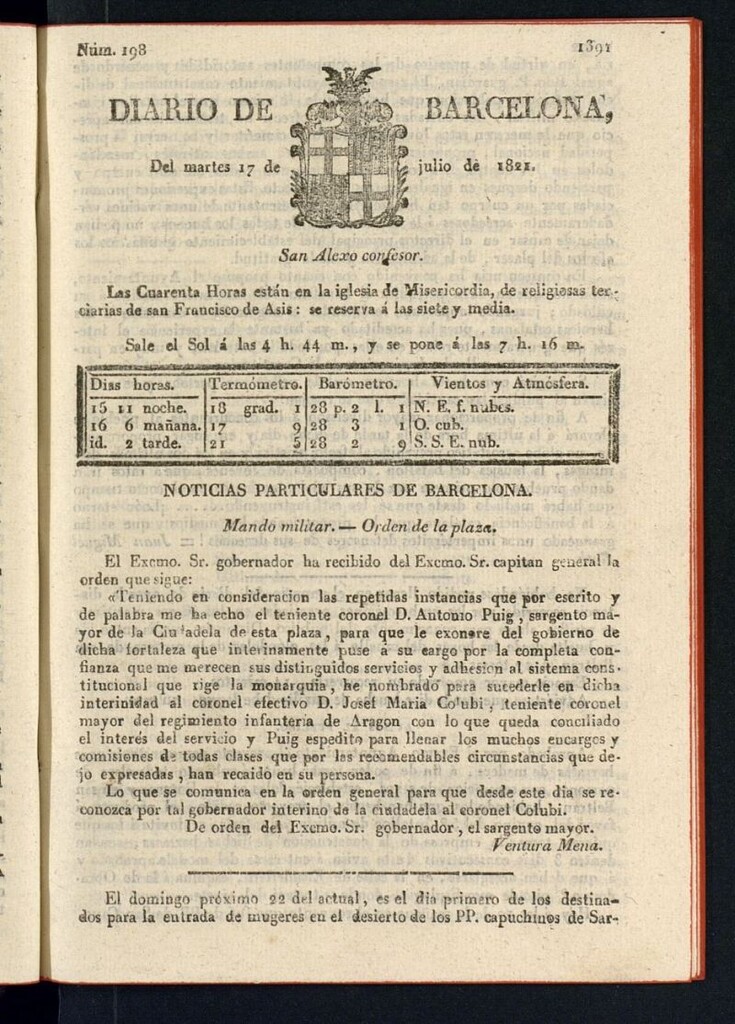 Núm. 198 1391
DIARIO DE BARCELONA,
Del martes 17 de julio de 1821.
San Alexo confesor.
Las Cuarenta Horas están en la iglesia de Misericordia, de religiosas ter-
ciarias de san Francisco de Asis: se reserva á las siete y media.
Sale el Sol á las 4 h. 44 m., y se pone á las 7 h. 16 m.
Dias horas. Termómetro. Barómetro. Vientos y Atmósfera.
15 11 noche. 18 grad. 1 28 p. 2 l. 1 N. E. f. nubes.
16 6 mañana. 17 9 28 3 1 O. cub.
id. 2 tarde. 21 5 28 2 9 S. S. E. nub.
NOTICIAS PARTICULARES DE BARCELONA.
Mando militar. — Orden de la plaza.
El Excmo. Sr. gobernador ha recibido del Excmo. Sr. capitan general la
orden que sigue:
«Teniendo en consideracion las repetidas instancias que por escrito y
de palabra me ha echo el teniente coronel D. Antonio Puig, sargento ma-
yor de la Ciudadela de esta plaza, para que le exonere del gobierno de
dicha fortaleza que interinamente puse á su cargo por la completa con-
fianza que me merecen sus distinguidos servicios y adhesion al sistema cons-
titucional que rige la monarquia, he nombrado para sucederle en dicha
interinidad al coronel efectivo D. Josef Maria Colubi, teniente coronel
mayor del regimiento infanteria de Aragon con lo que queda conciliado
el interés del servicio y Puig espedito para llenar los muchos encargos y
comisiones de todas clases que por las recomendables circunstancias que de-
jo expresadas, han recaido en su persona.
Lo que se comunica en la orden general para que desde este dia se re-
conozca por tal gobernador interino de la ciudadela al coronel Colubi.
De orden del Excmo. Sr. gobernador, el sargento mayor.
Ventura Mena.
El domingo próximo 22 del actual, es el dia primero de los destina-
dos para la entrada de mugeres en el desierto de los PP. capuchinos de Sar-